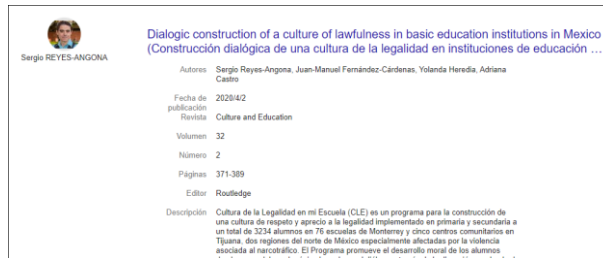 Sergio REYES-ANGONA
Dialogic construction of a culture of lawfulness in basic education institutions in Mexico
(Construcción dialógica de una cultura de la legalidad en instituciones de educación ...
Autores Sergio Reyes-Angona, Juan-Manuel Fernández-Cárdenas, Yolanda Heredia, Adriana
Castro
Fecha de 2020/4/2
publicación
Revista Culture and Education
Volumen 32
Número 2
Páginas 371-389
Editor Routledge
Descripción Cultura de la Legalidad en mi Escuela (CLE) es un programa para la construcción de
una cultura de respeto y aprecio a la legalidad implementado en primaria y secundaria a
un total de 3234 alumnos en 76 escuelas de Monterrey y cinco centros comunitarios en
Tijuana, dos regiones del norte de México especialmente afectadas por la violencia
asociada al narcotráfico. El Programa promueve el desarrollo moral de los alumnos